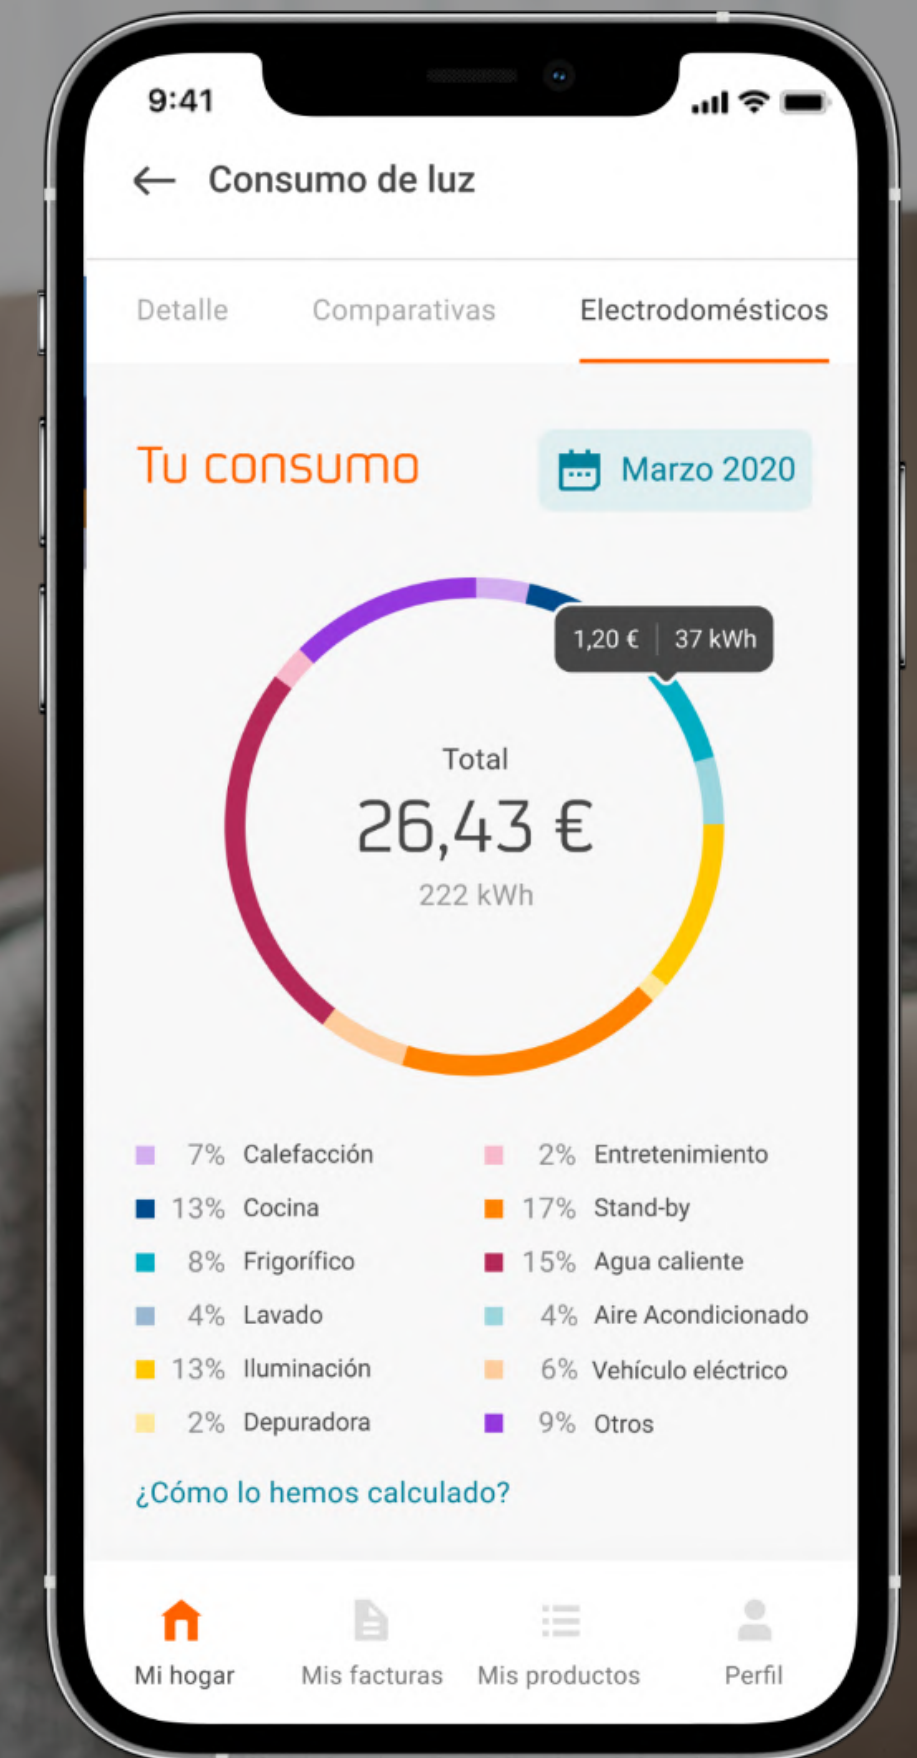 9:41
Consumo de luz
Detalle Comparativas Electrodomésticos
Tu consumo
Marzo 2020
1,20 € 37 kWh
Total
26,43 €
222 kWh
7% Calefacción
13% Cocina
8% Frigorífico
4% Lavado
13% Iluminación
2% Depuradora
2% Entretenimiento
17% Stand-by
15% Agua caliente
4% Aire Acondicionado
6% Vehículo eléctrico
9% Otros
¿Cómo lo hemos calculado?
Mi hogar Mis facturas Mis productos Perfil